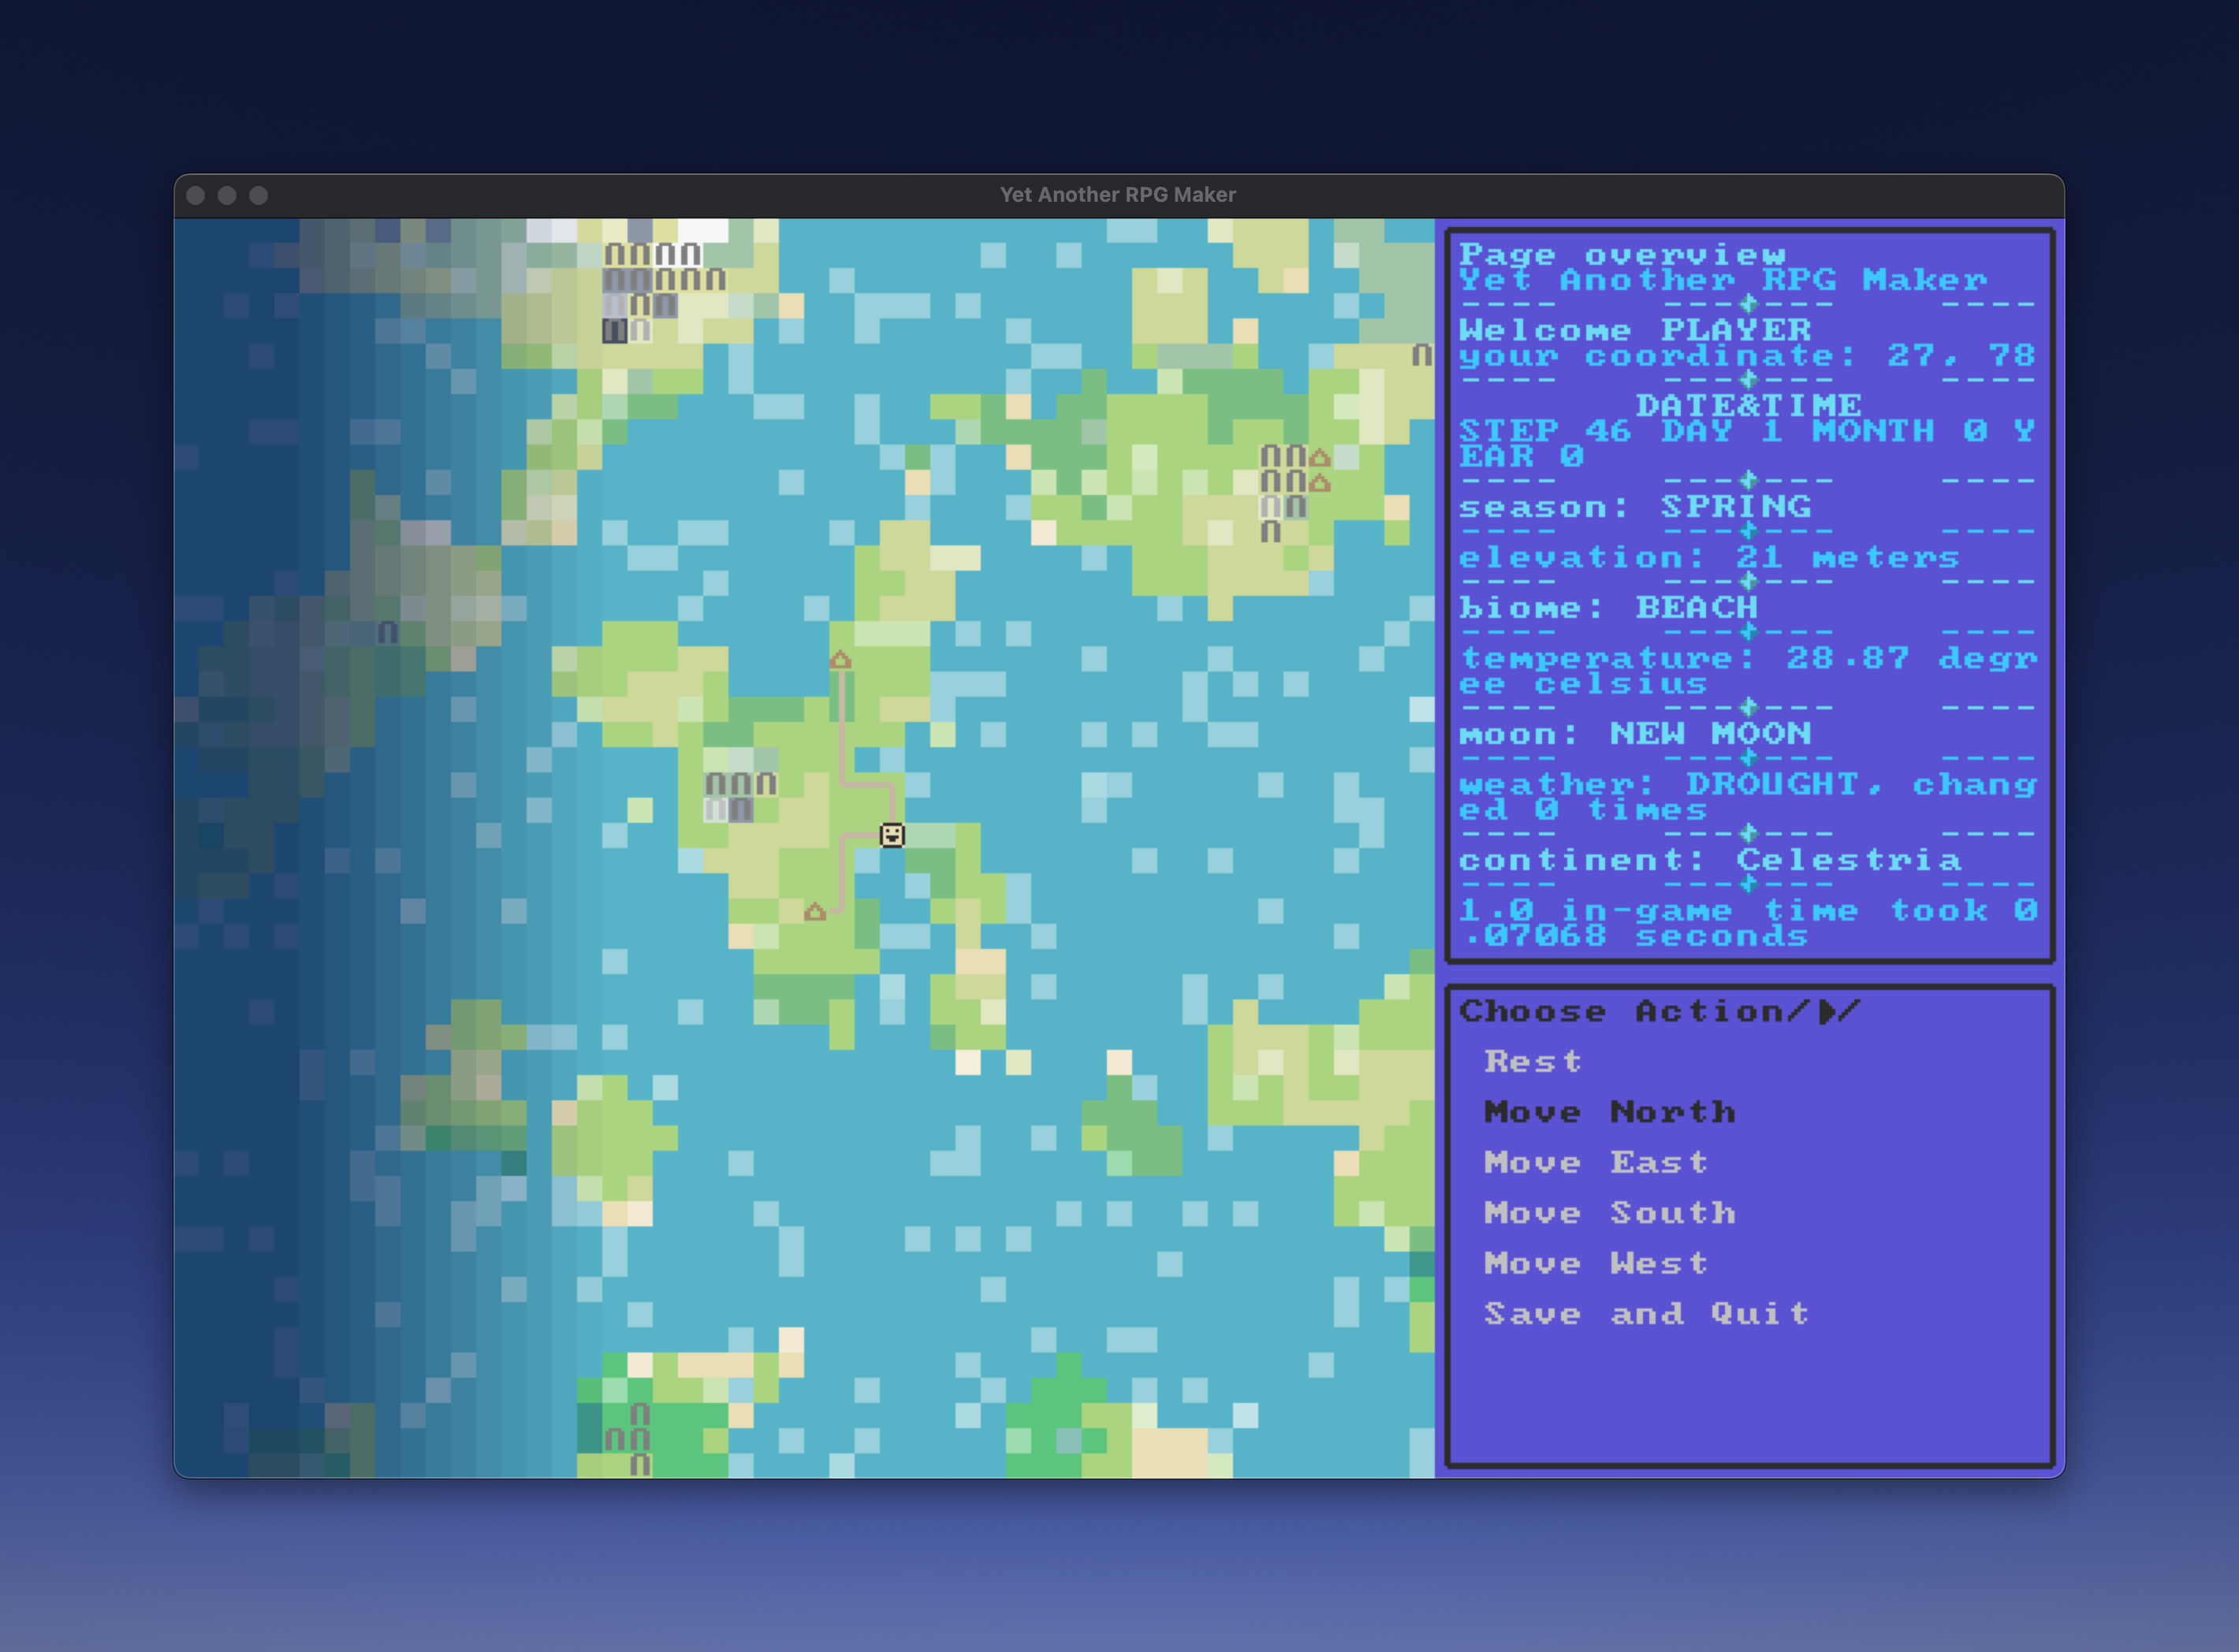 Yet Another RPG Maker
Page overview
Yet Another RPG Maker
Welcome PLAYER
your coordinate: 27, 78
DATE&TIME
STEP 46 DAY 1 MONTH 0 Y
EAR 0
season: SPRING
elevation: 21 meters
biome: BEACH
temperature: 28.87 degr
ee celsius
moon: NEW MOON
weather: DROUGHT, chang
ed 0 times
continent: Celestria
1.0 in-game time took 0
.07068 seconds
Choose Action/▶/
Rest
Move North
Move East
Move South
Move West
Save and Quit